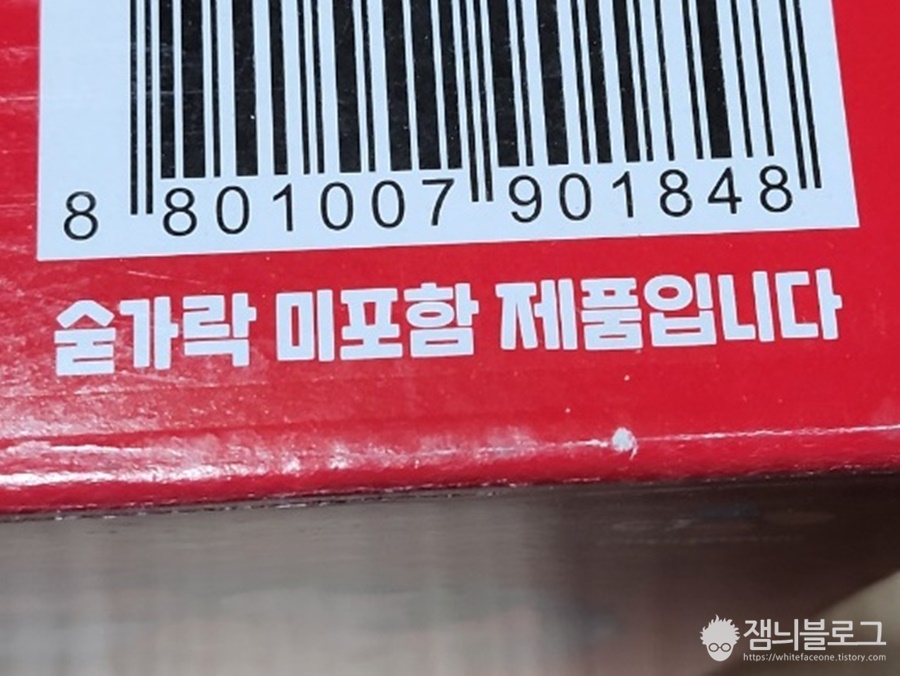 8 801007 901848
숟가락 미포함 제품입니다
잼늬블로그
https://whitefaceone.tistory.com